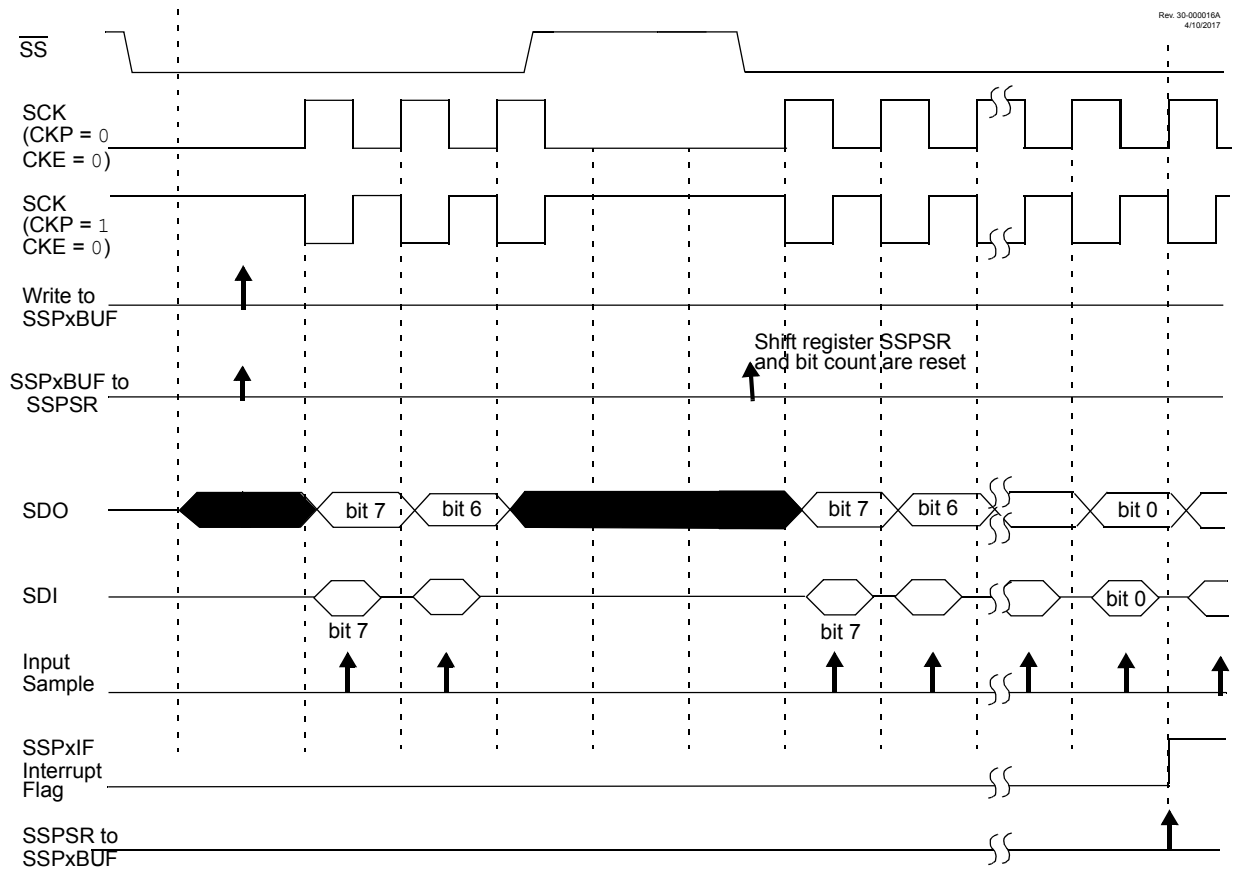 Rev. 30-000016A
4/10/2017
SS
SCK
(CKP = 0
CKE = 0)
SCK
(CKP = 1
CKE = 0)
Write to
SSPxBUF
Shift register SSPSR
and bit count are reset
SSPxBUF to
SSPSR
SDO
bit 7
bit 6
bit 7
bit 6
bit 0
SDI
bit 7
bit 7
bit 0
Input
Sample
SSPxIF
Interrupt
Flag
SSPSR to
SSPxBUF